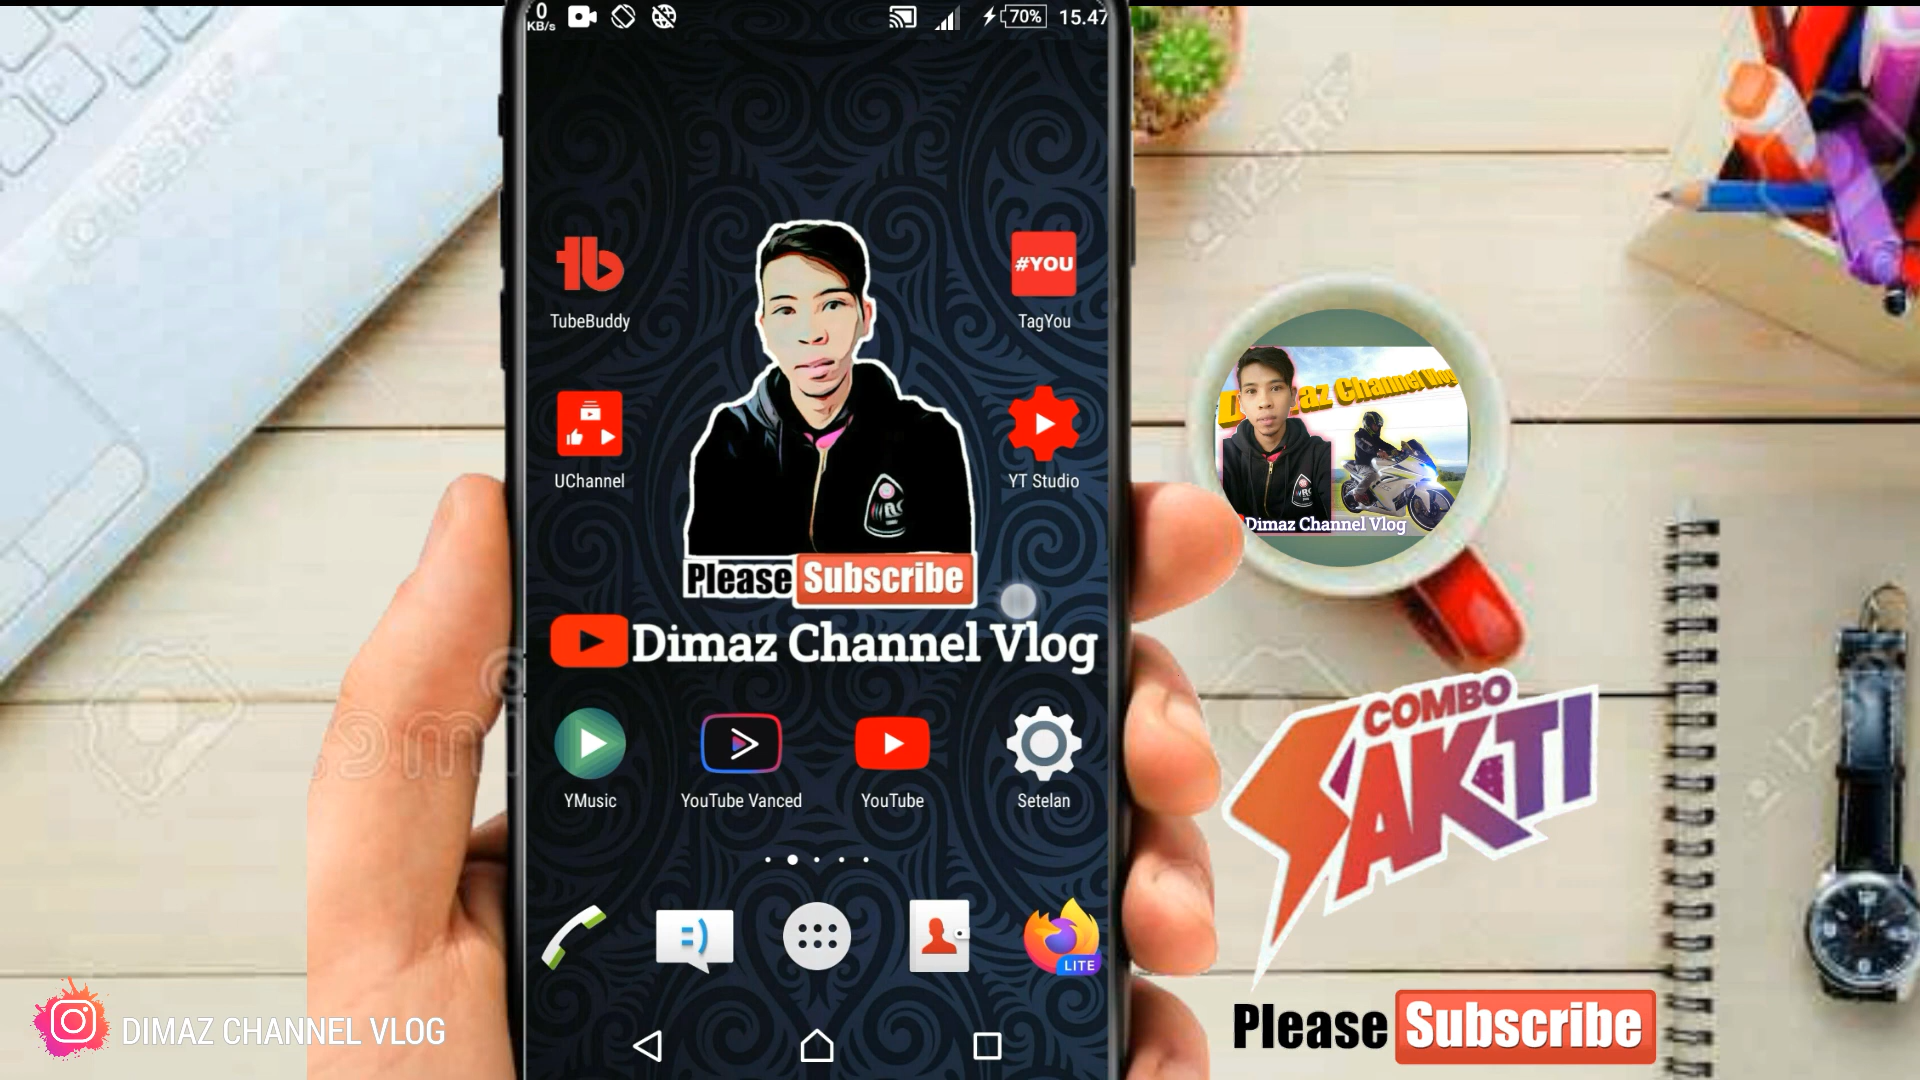 0
KB/s
70%
15.47
TubeBuddy
#YOU
TagYou
UChannel
YT Studio
Please Subscribe
Dimaz Channel Vlog
YMusic
YouTube Vanced
YouTube
Setelan
LITE
Dimaz Channel Vlog
COMBO
SAKTI
Please Subscribe
DIMAZ CHANNEL VLOG